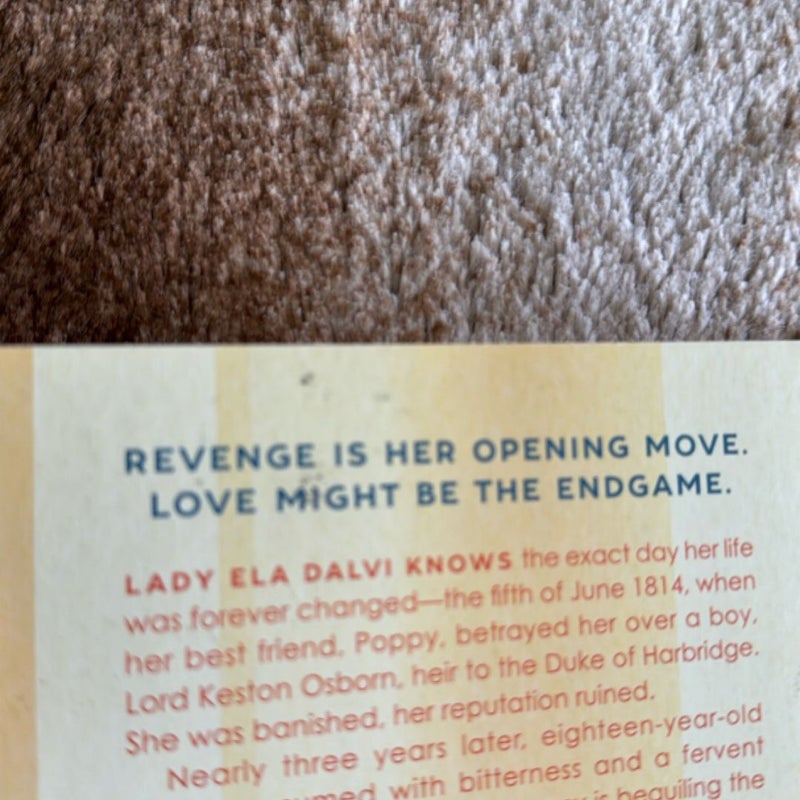 REVENGE IS HER OPENING MOVE.
LOVE MIGHT BE THE ENDGAME.
LADY ELA DALVI KNOWS the exact day her life
was forever changed—the fifth of June 1814, when
her best friend, Poppy, betrayed her over a boy,
Lord Keston Osborn, heir to the Duke of Harbridge.
She was banished, her reputation ruined.
Nearly three years later, eighteen-year-old
with bitterness and a fervent
is beguiling the